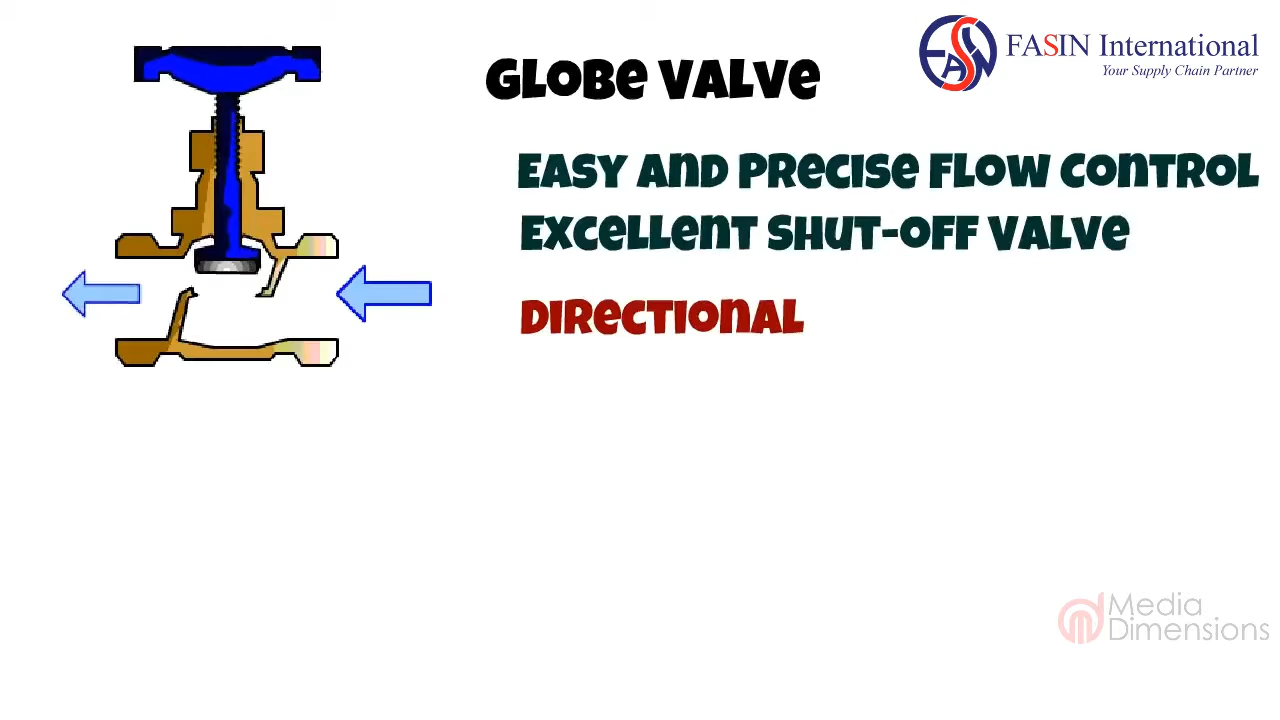 GLOBE VALVE
FASIN International
Your Supply Chain Partner
EASY AND PRECISE FLOW CONTROL
EXCELLENT SHUT-OFF VALVE
DIRECTIONAL
Media
Dimensions